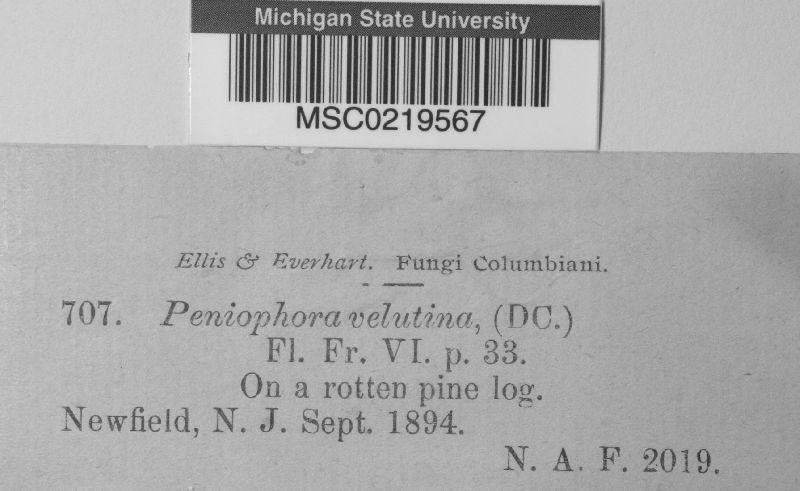 Michigan State University
MSC0219567
Ellis & Everhart. Fungi Columbiani.
707. Peniophora velutina, (DC.)
Fl. Fr. VI. p. 33.
On a rotten pine log.
Newfield, N. J. Sept. 1894.
N. A. F. 2019.